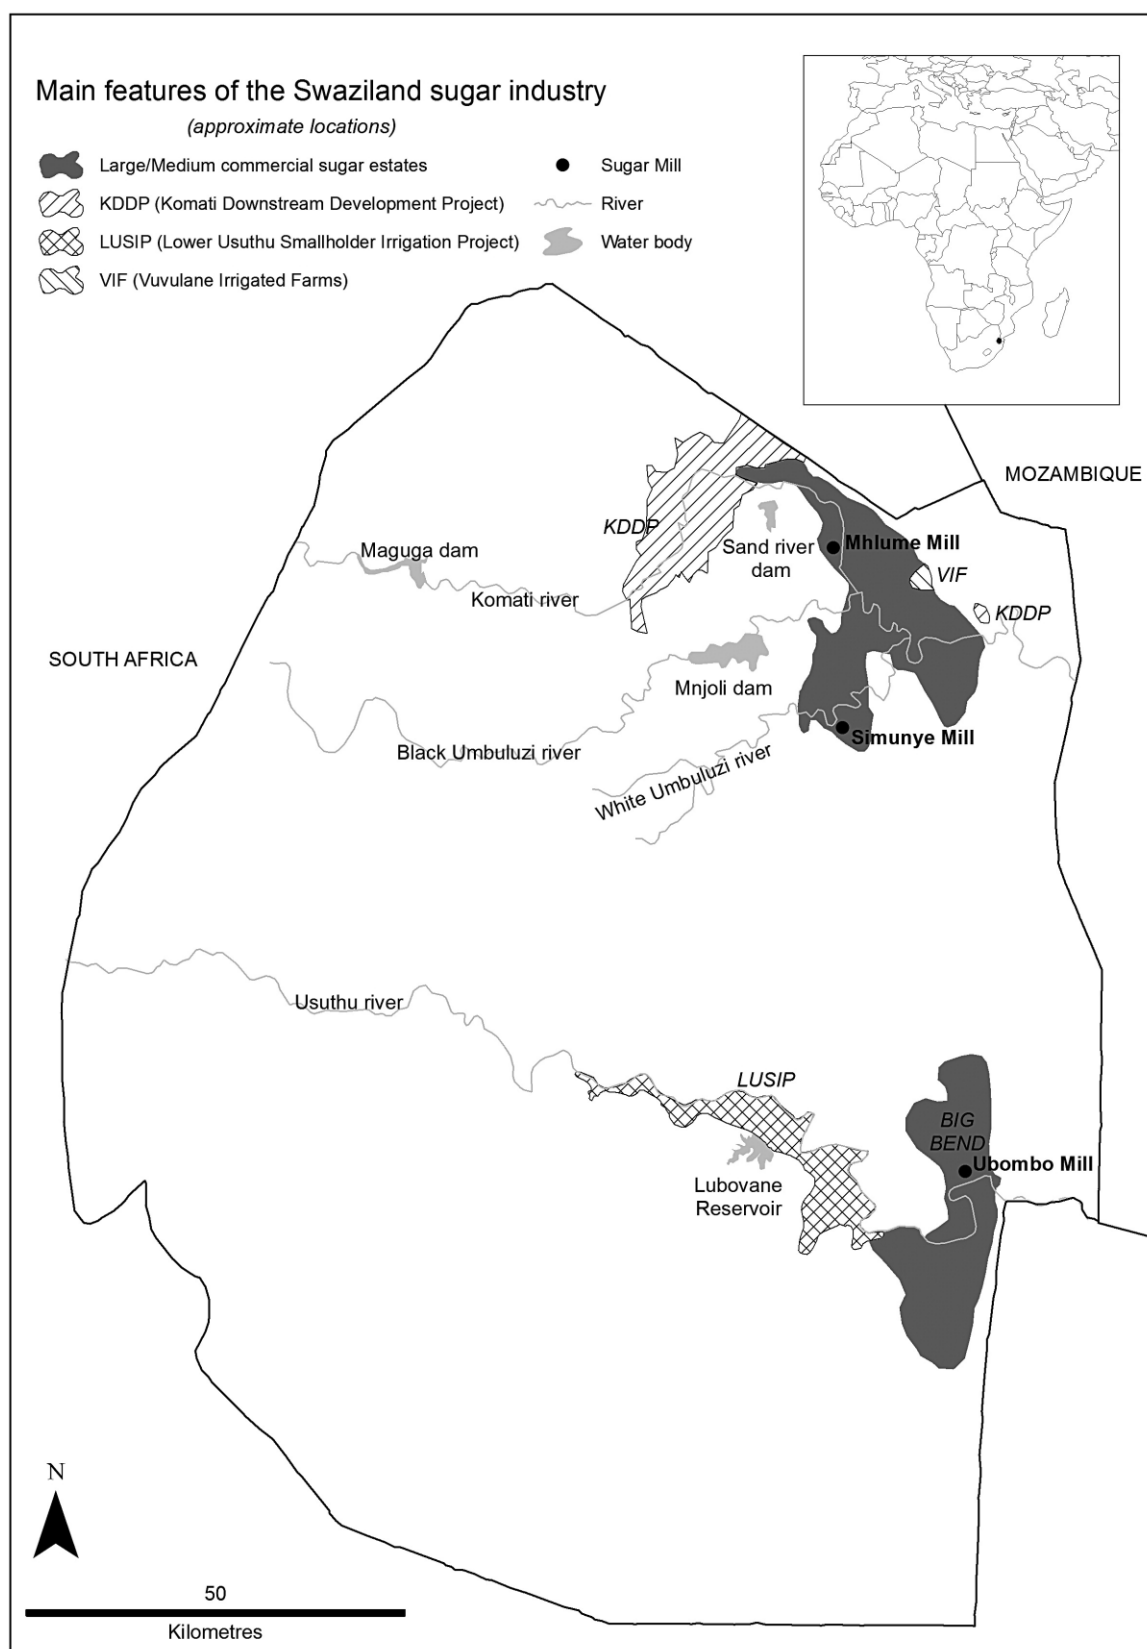 Main features of the Swaziland sugar industry
(approximate locations)
Large/Medium commercial sugar estates
KDDP (Komati Downstream Development Project)
LUSIP (Lower Usuthu Smallholder Irrigation Project)
VIF (Vuvulane Irrigated Farms)
Sugar Mill
River
Water body
MOZAMBIQUE
KDDP
Maguga dam
Sand river
dam
Mhlume Mill
VIF
Komati river
KDDP
SOUTH AFRICA
Mnjoli dam
Black Umbuluzi river
Simunye Mill
White Umbuluzi river
Usuthu river
LUSIP
BIG
BEND
Ubombo Mill
Lubovane
Reservoir
N
50
Kilometres